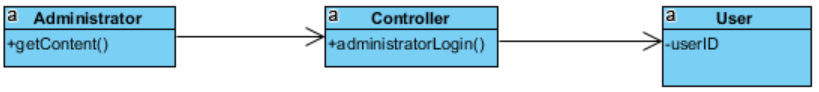 a Administrator
+getContent()
a Controller
+administratorLogin()
a User
-userID